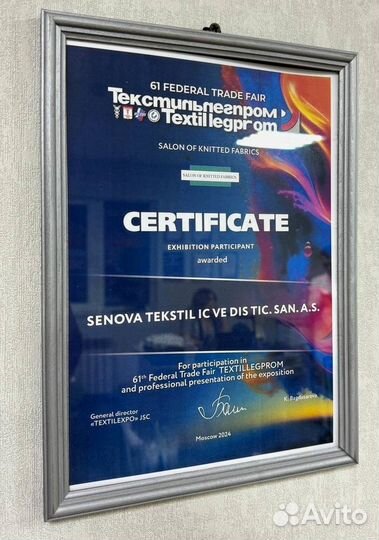 61 FEDERAL TRADE FAIR
Текстильлегпром
Textillegprom
SALON OF KNITTED FABRICS
SALON OF KNITTED FABRICS
CERTIFICATE
EXHIBITION PARTICIPANT
awarded
SENOVA TEKSTIL IC VE DIS TIC. SAN. A.S.
For participation in
61th Federal Trade Fair TEXTILLEGPROM
and professional presentation of the exposition
General director
«TEXTILEXPO» JSC
K.
Moscow 2024
Avito